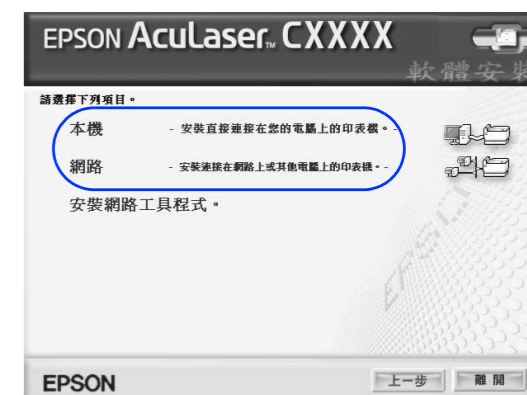 EPSON AcuLaser™ CXXXX
軟體安裝
請選擇下列項目。
本機 - 安裝直接連接在您的電腦上的印表機。-
網路 - 安裝連接在網路上或其他電腦上的印表機。-
安裝網路工具程式。
EPSON
EPSON 上一步 離開